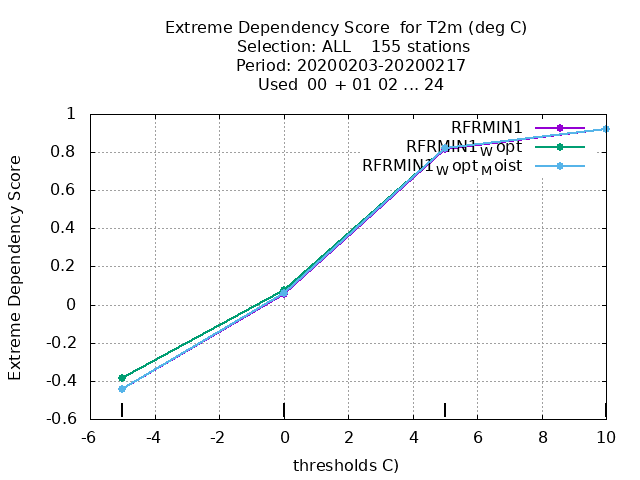 Extreme Dependency Score  for T2m (deg C)
Selection: ALL    155 stations
Period: 20200203-20200217
Used  00 + 01 02 ... 24
RFRMIN1
RFRMIN1Wopt
RFRMIN1WoptMoist
Extreme Dependency Score
1
0.8
0.6
0.4
0.2
0
-0.2
-0.4
-0.6
-6 -4 -2 0 2 4 6 8 10
thresholds C)